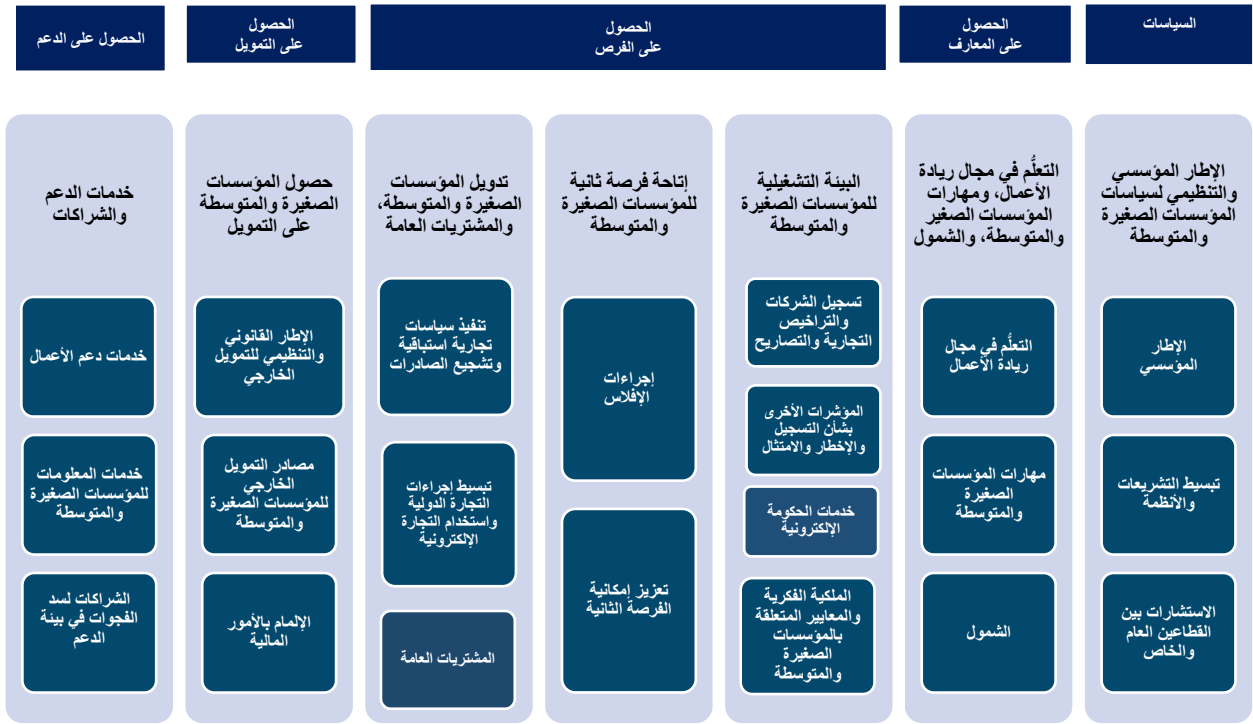 السياسات
الحصول
على المعارف
الحصول
على الفرص
الحصول
على التمويل
الحصول على الدعم
الإطار المؤسسي
والتنظيمي لسياسات
المؤسسات الصغيرة
والمتوسطة
الإطار
المؤسسي
تبسيط التشريعات
والأنظمة
الاستشارات بين
القطاعين العام
والخاص
التعلُّم في مجال ريادة
الأعمال، ومهارات
المؤسسات الصغير
والمتوسطة، والشمول
التعلُّم في مجال
ريادة الأعمال
مهارات المؤسسات
الصغيرة
والمتوسطة
الشمول
البيئة التشغيلية
للمؤسسات الصغيرة
والمتوسطة
تسجيل الشركات
والتراخيص
التجارية والتصاريح
المؤشرات الأخرى
بشأن التسجيل
والإخطار والامتثال
خدمات الحكومة
الإلكترونية
الملكية الفكرية
والمعايير المتعلقة
بالمؤسسات
الصغيرة
والمتوسطة
إتاحة فرصة ثانية
للمؤسسات الصغيرة
والمتوسطة
إجراءات
الإفلاس
تعزيز إمكانية
الفرصة الثانية
تدويل المؤسسات
الصغيرة والمتوسطة،
والمشتريات العامة
تنفيذ سياسات
تجارية استباقية
وتشجيع الصادرات
تبسيط إجراءات
التجارة الدولية
واستخدام التجارة
الإلكترونية
المشتريات العامة
حصول المؤسسات
الصغيرة والمتوسطة
على التمويل
الإطار القانوني
والتنظيمي للتمويل
الخارجي
مصادر التمويل
الخارجي
للمؤسسات الصغيرة
والمتوسطة
الإلمام بالأمور
المالية
خدمات الدعم
والشراكات
خدمات دعم الأعمال
خدمات المعلومات
للمؤسسات الصغيرة
والمتوسطة
الشراكات لسد
الفجوات في بيئة
الدعم